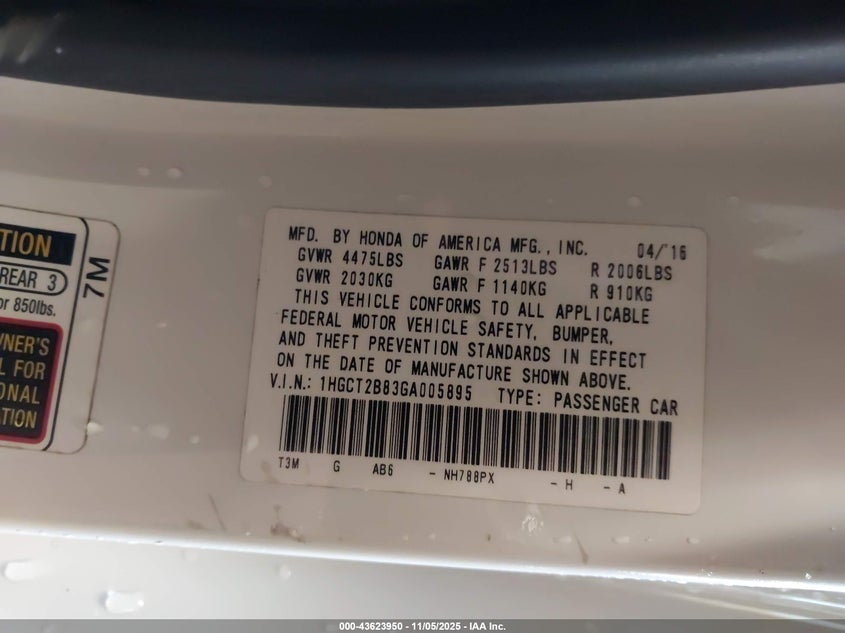 TION
REAR 3
or 850lbs.
7M
WNER'S
L FOR
ONAL
ATION
MFD. BY HONDA OF AMERICA MFG., INC. 04/'16
GVWR 4475LBS GAWR F 2513LBS R 2006LBS
GVWR 2030KG GAWR F 1140KG R 910KG
THIS VEHICLE CONFORMS TO ALL APPLICABLE
FEDERAL MOTOR VEHICLE SAFETY, BUMPER,
AND THEFT PREVENTION STANDARDS IN EFFECT
ON THE DATE OF MANUFACTURE SHOWN ABOVE.
V.I.N.: 1HGCT2B83GA005895 TYPE: PASSENGER CAR
T3M G AB6 - NH788PX - H - A
000-43623950 - 11/05/2025 - IAA Inc.